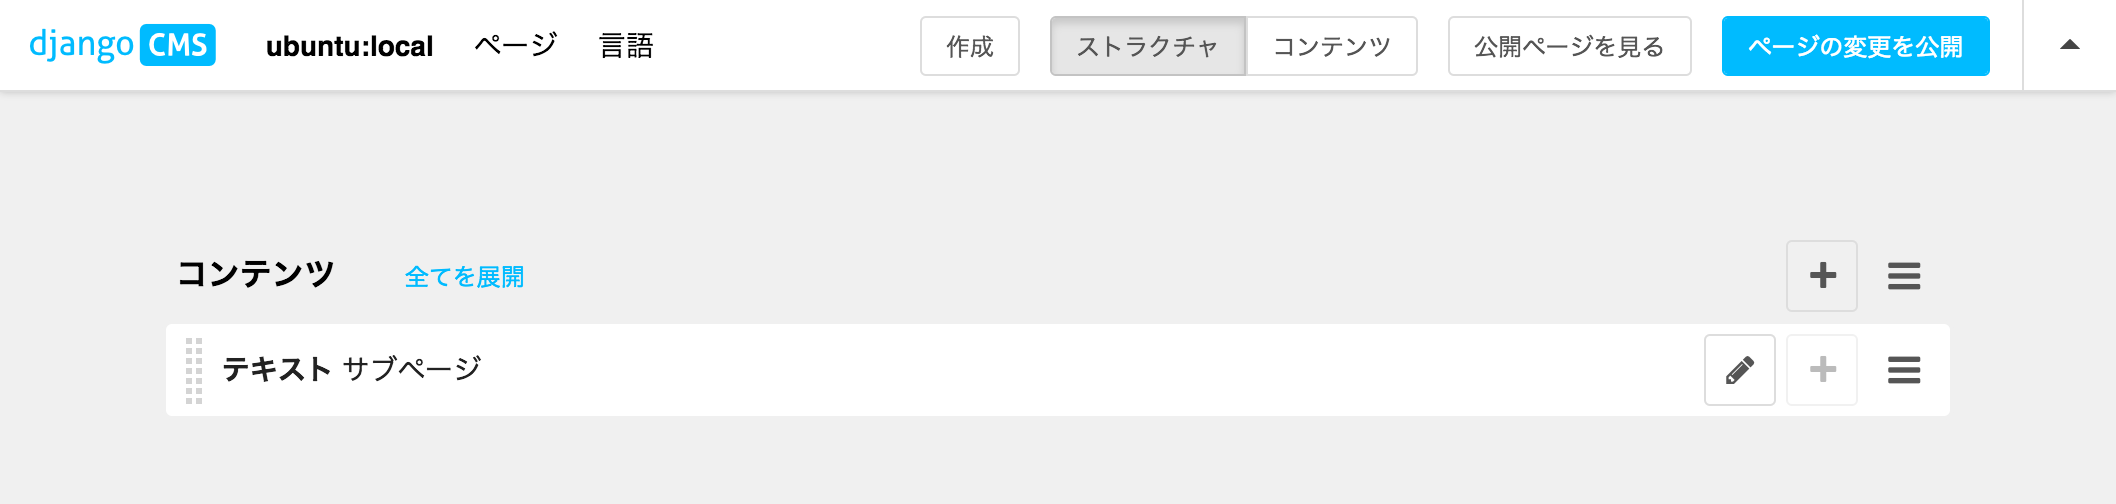 django CMS ubuntu:local ページ 言語 作成 ストラクチャ コンテンツ 公開ページを見る ページの変更を公開
コンテンツ 全てを展開
テキスト サブページ